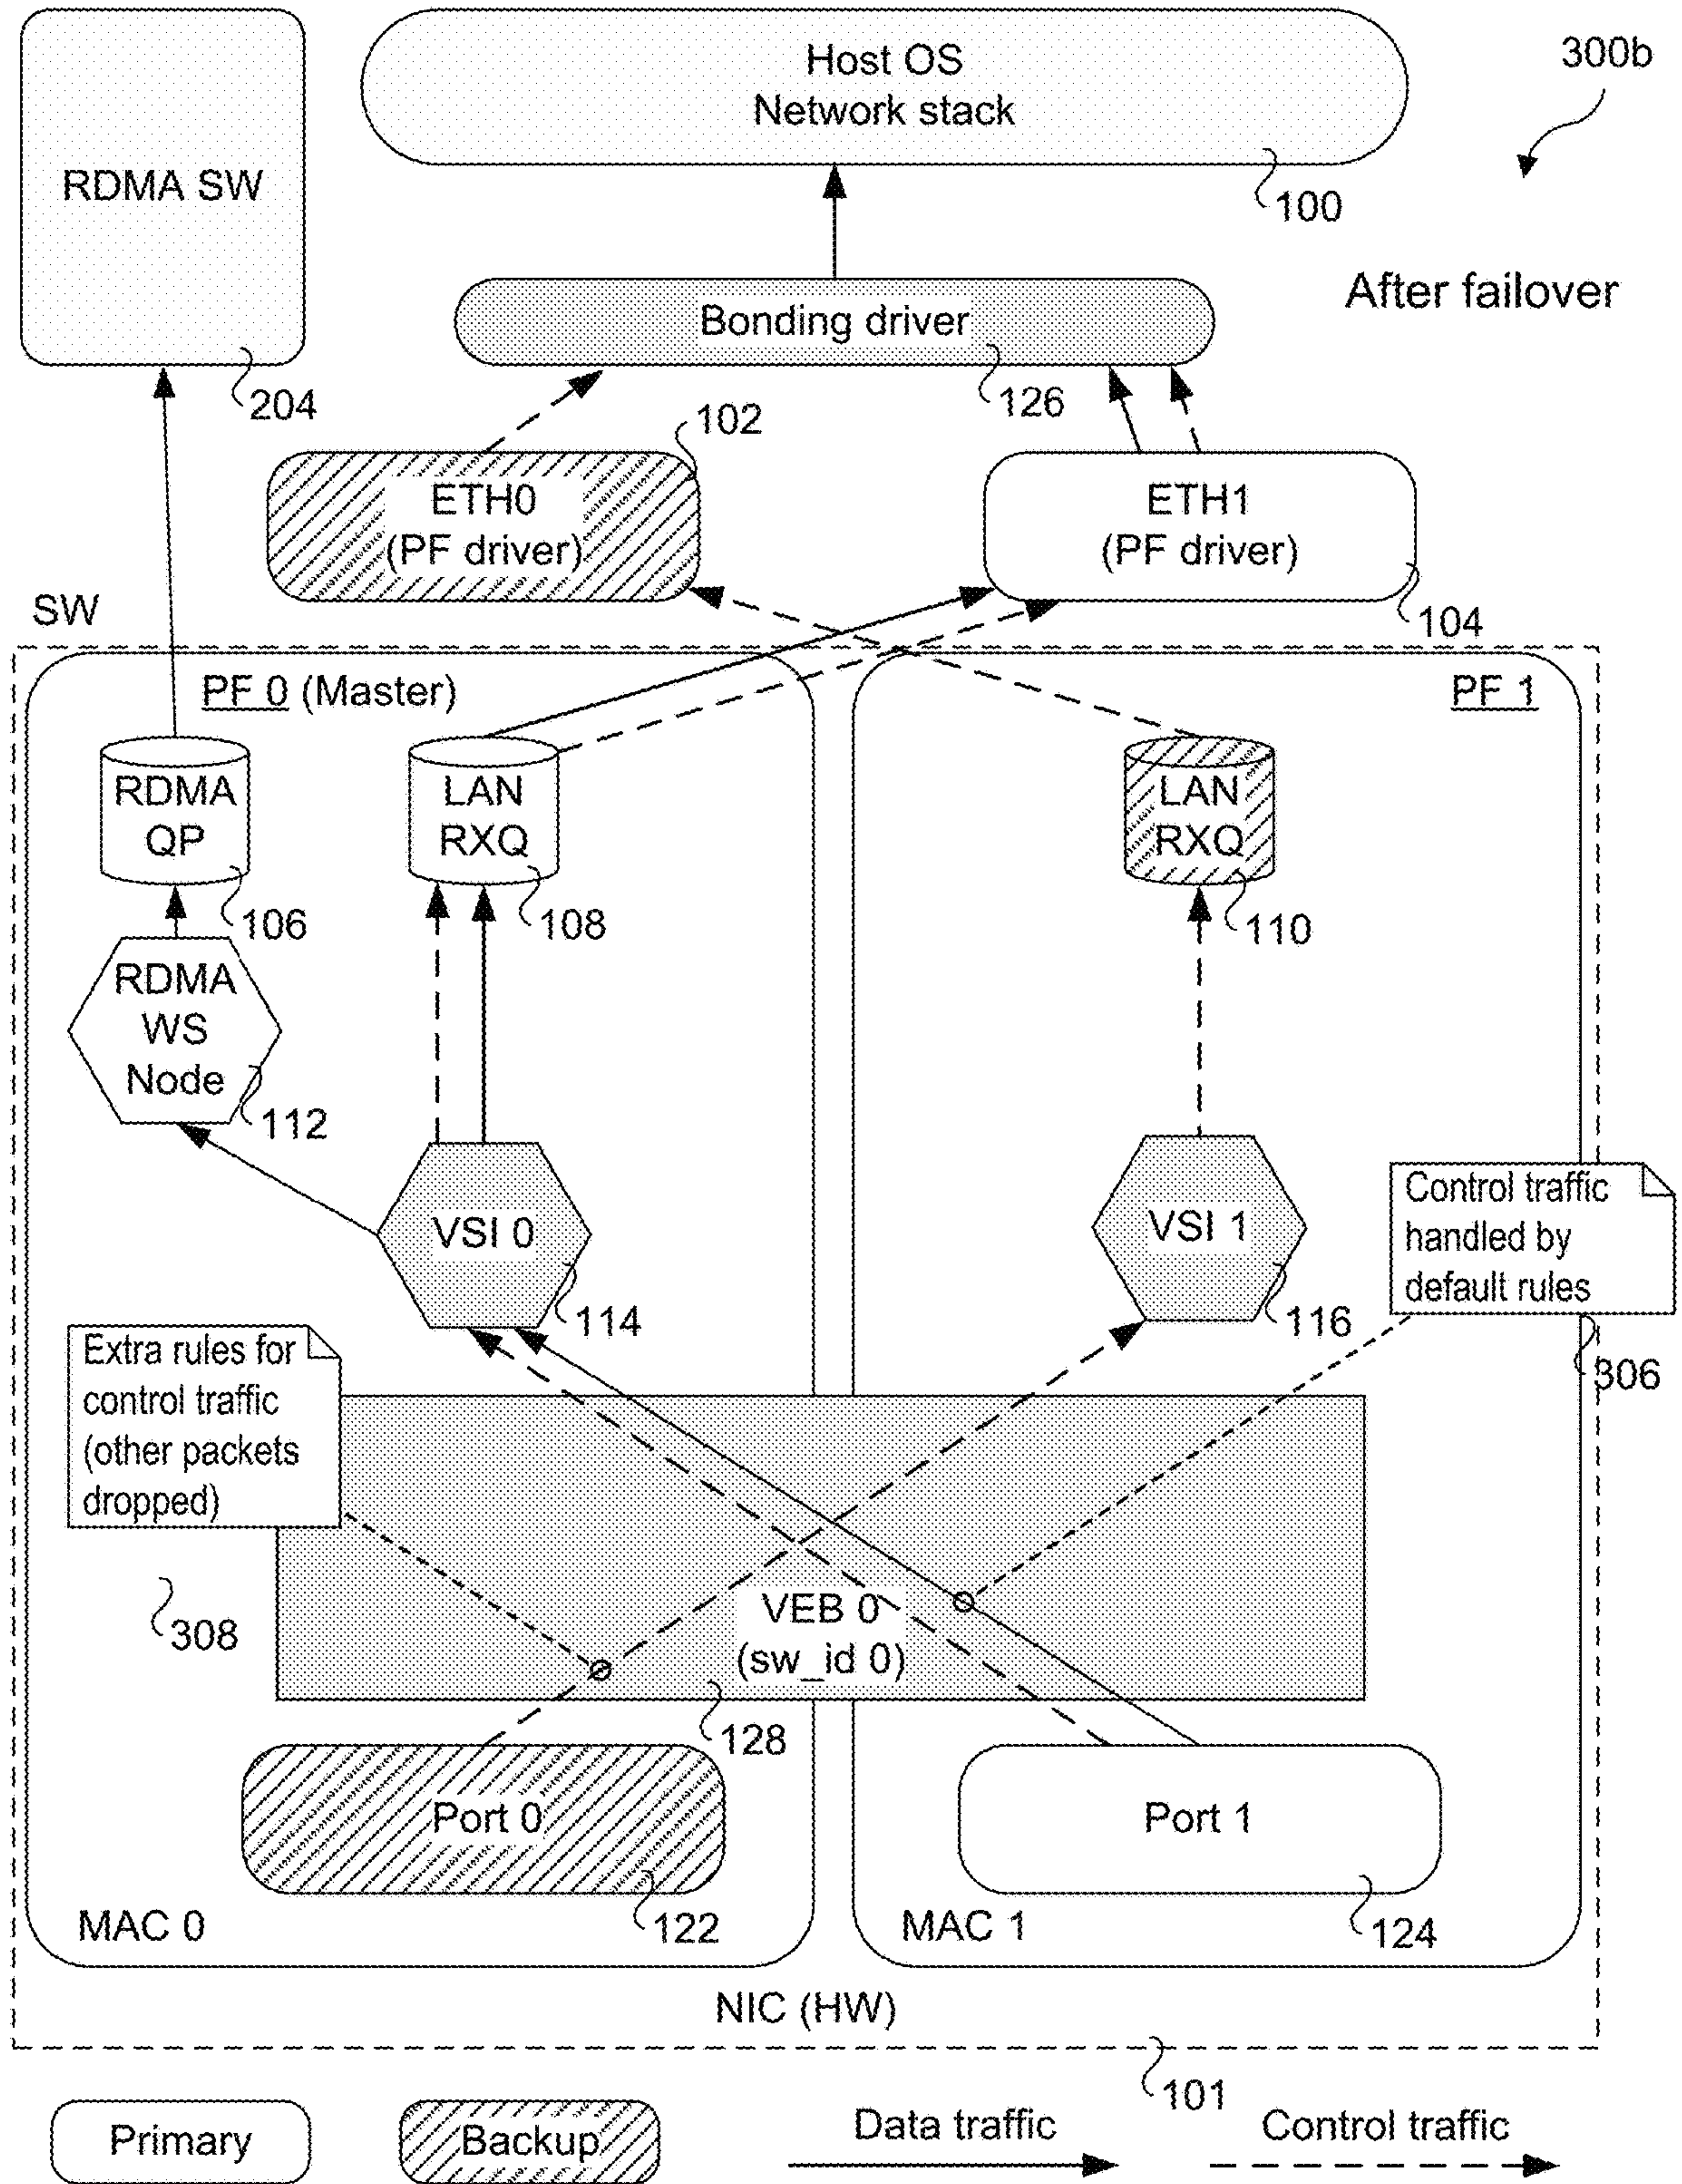 300b
Host OS
Network stack
100
RDMA SW
204
After failover
Bonding driver
126
102
ETH0
(PF driver)
ETH1
(PF driver)
104
SW
PF 0 (Master)
PF 1
RDMA
QP
106
LAN
RXQ
108
LAN
RXQ
110
RDMA
WS
Node
112
VSI 0
114
VSI 1
116
Control traffic
handled by
default rules
306
Extra rules for
control traffic
(other packets
dropped)
308
VEB 0
(sw_id 0)
128
Port 0
122
Port 1
124
MAC 0
MAC 1
NIC (HW)
101
Primary
Backup
Data traffic
Control traffic